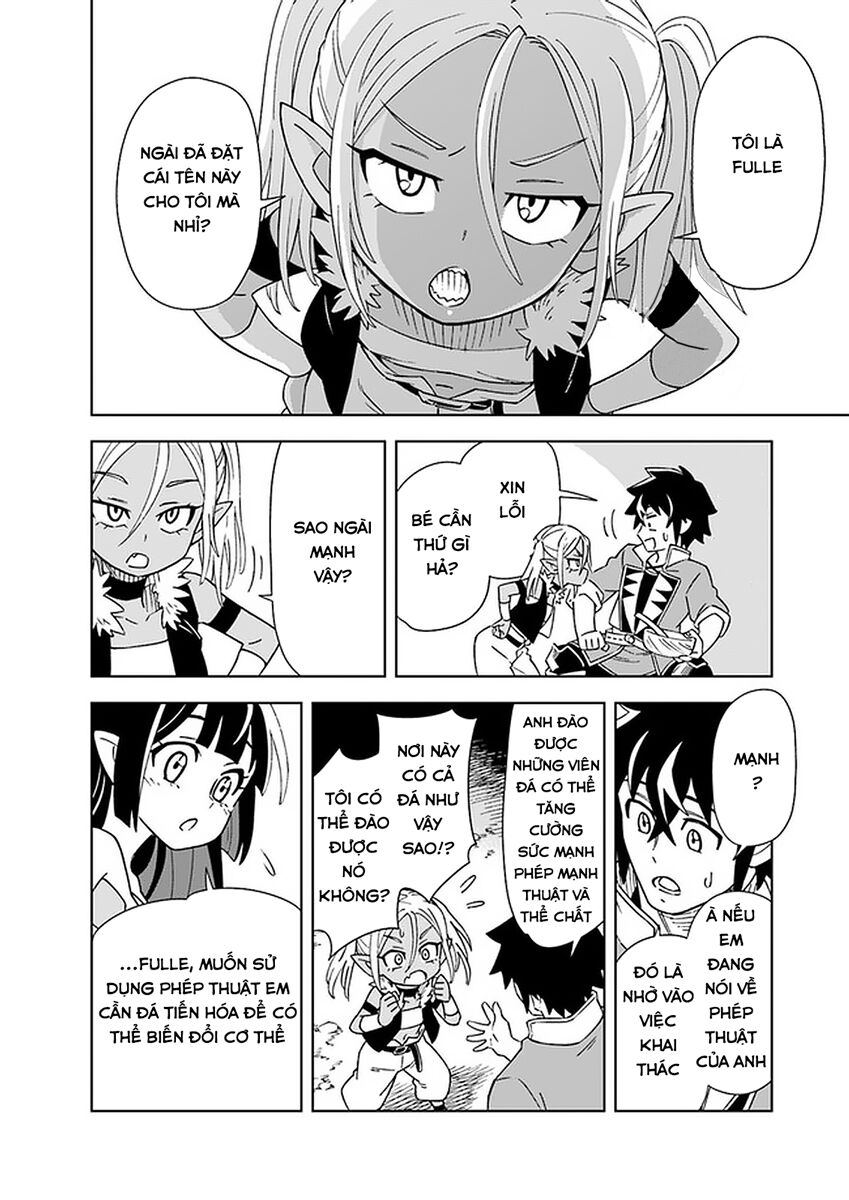 TÔI LÀ
FULLE
NGÀI ĐÃ ĐẶT
CÁI TÊN NÀY
CHO TÔI MÀ
NHỈ?
XIN
LỖI
BÉ CẦN
THỨ GÌ
HẢ?
SAO NGÀI
MẠNH
VẬY?
MẠNH
?
À NẾU
EM
ĐANG
NÓI VỀ
PHÉP
THUẬT
CỦA ANH
ĐÓ LÀ
NHỜ VÀO
VIỆC
KHAI
THÁC
ANH ĐÀO
ĐƯỢC
NHỮNG VIÊN
ĐÁ CÓ THỂ
TĂNG
CƯỜNG
SỨC MẠNH
PHÉP MẠNH
THUẬT VÀ
THỂ CHẤT
NƠI NÀY
CÓ CẢ
ĐÁ NHƯ
VẬY
SAO!?
TÔI CÓ
THỂ ĐÀO
ĐƯỢC
NÓ
KHÔNG?
...FULLE, MUỐN SỬ
DỤNG PHÉP THUẬT EM
CẦN ĐÁ TIẾN HÓA ĐỂ CÓ
THỂ BIẾN ĐỔI CƠ THỂ